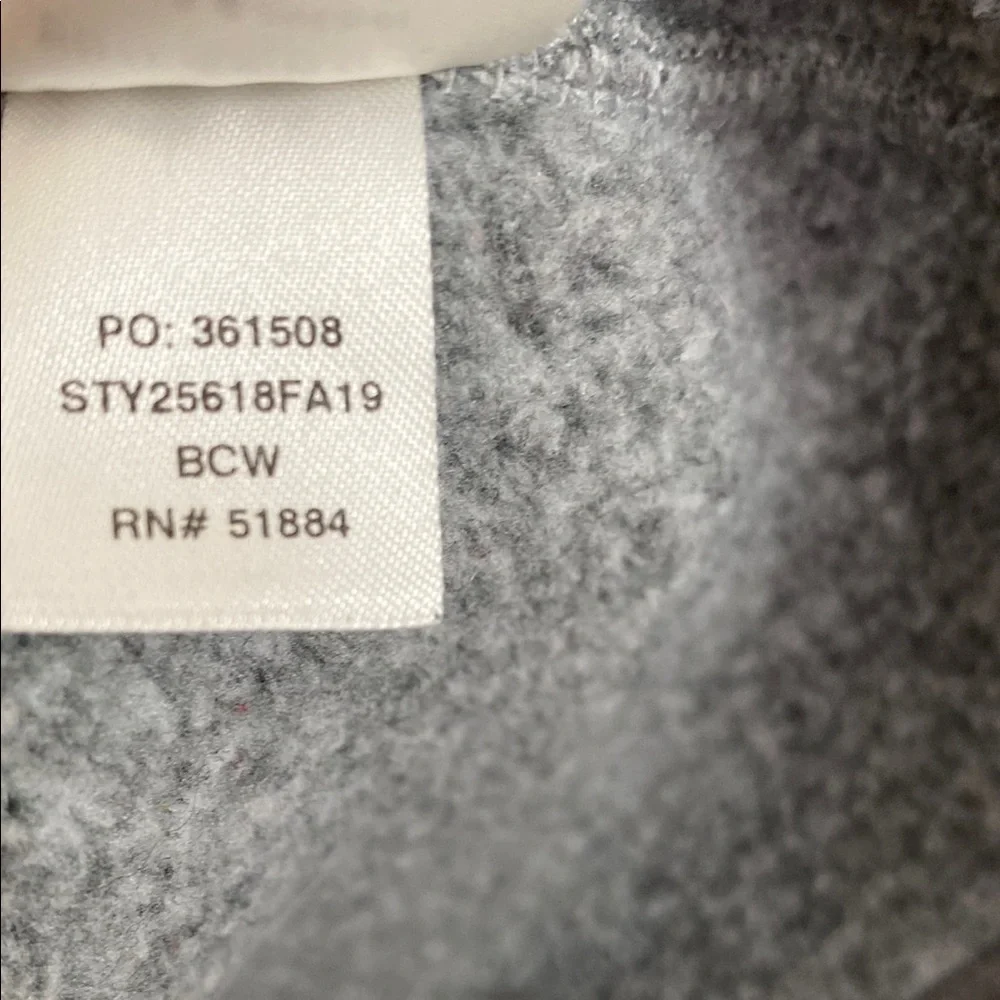 PO: 361508
STY25618FA19
BCW
RN# 51884